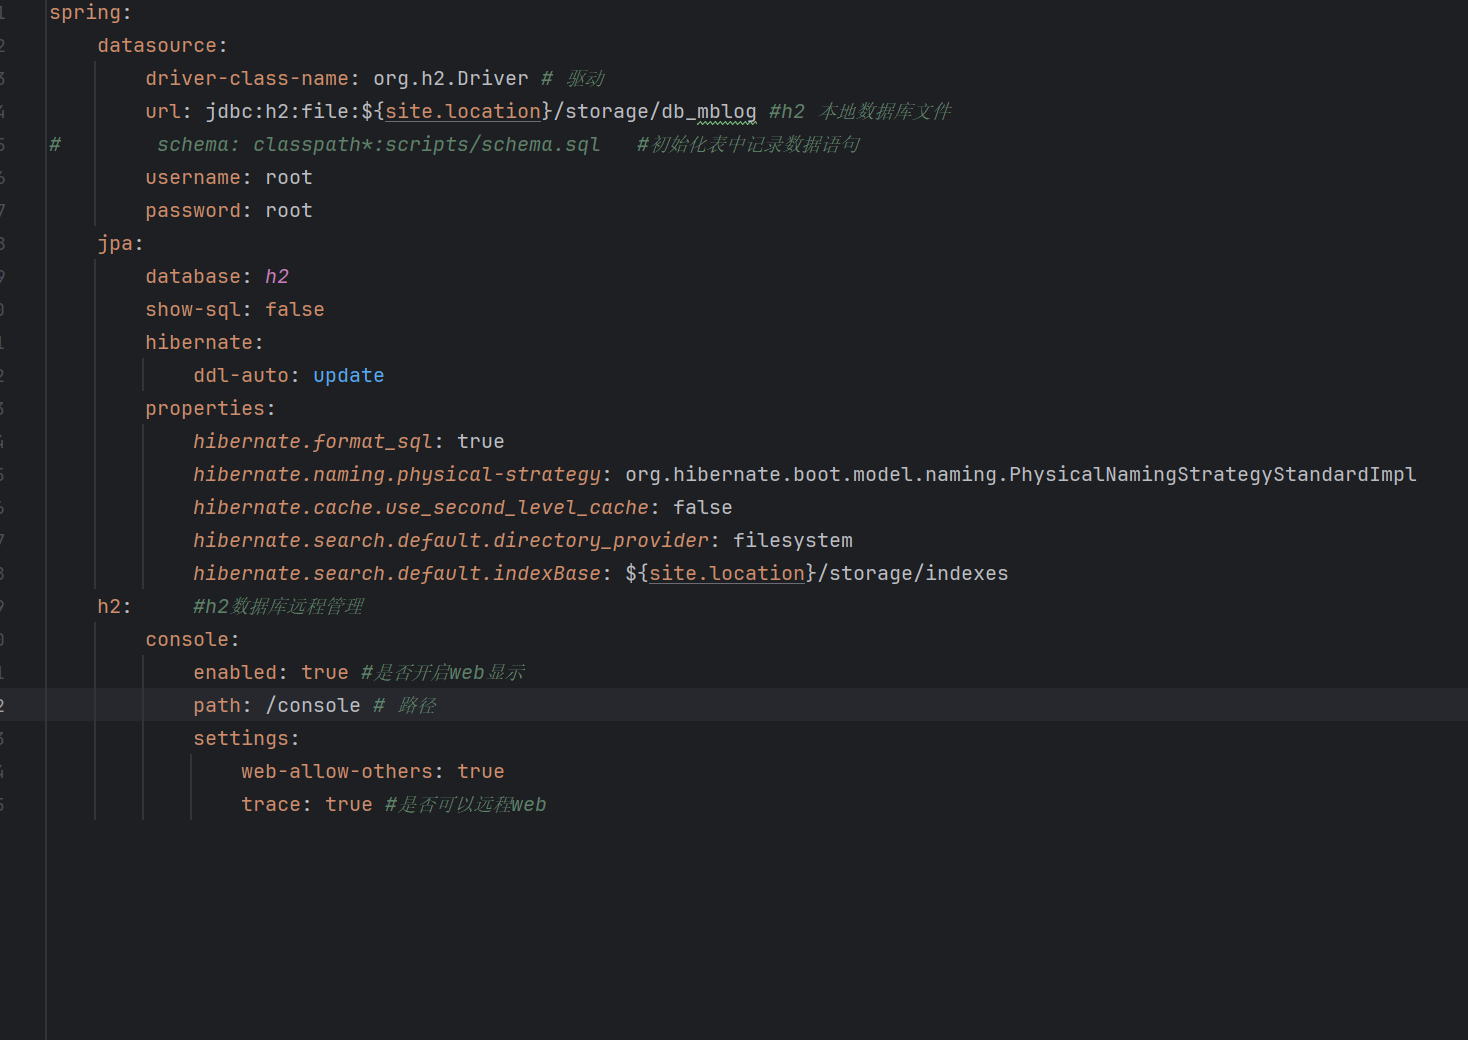 spring:
    datasource:
        driver-class-name: org.h2.Driver # 驱动
        url: jdbc:h2:file:${site.location}/storage/db_mblog #h2 本地数据库文件
#        schema: classpath*:scripts/schema.sql   #初始化表中记录数据语句
        username: root
        password: root
    jpa:
        database: h2
        show-sql: false
        hibernate:
            ddl-auto: update
        properties:
            hibernate.format_sql: true
            hibernate.naming.physical-strategy: org.hibernate.boot.model.naming.PhysicalNamingStrategyStandardImpl
            hibernate.cache.use_second_level_cache: false
            hibernate.search.default.directory_provider: filesystem
            hibernate.search.default.indexBase: ${site.location}/storage/indexes
    h2:     #h2数据库远程管理
        console:
            enabled: true #是否开启web显示
            path: /console # 路径
            settings:
                web-allow-others: true
                trace: true #是否可以远程web